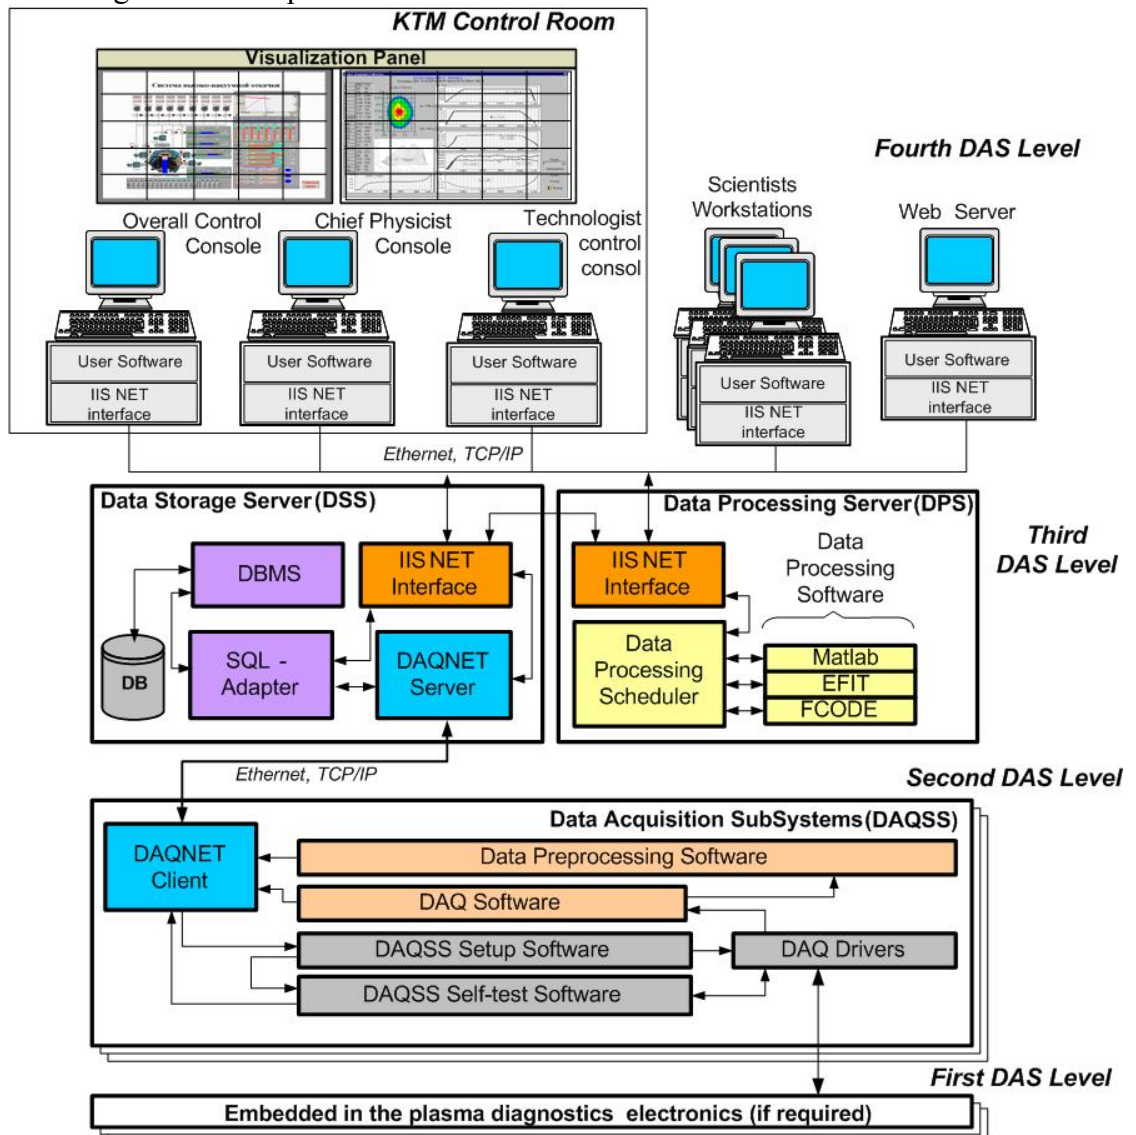 KTM Control Room
Visualization Panel
Система высоко-вакуумной откачки
Fourth DAS Level
Overall Control
Console
Chief Physicist
Console
Technologist
control
consol
Scientists
Workstations
Web Server
User Software
IIS NET
interface
User Software
IIS NET
interface
User Software
IIS NET
interface
User Software
IIS NET
interface
User Software
IIS NET
interface
Ethernet, TCP/IP
Data Storage Server(DSS)
DBMS
IIS NET
Interface
DB
SQL -
Adapter
DAQNET
Server
Data Processing Server(DPS)
IIS NET
Interface
Data
Processing
Software
Data
Processing
Scheduler
Matlab
EFIT
FCODE
Third
DAS Level
Ethernet, TCP/IP
Second DAS Level
Data Acquisition SubSystems(DAQSS)
DAQNET
Client
Data Preprocessing Software
DAQ Software
DAQSS Setup Software
DAQ Drivers
DAQSS Self-test Software
First DAS Level
Embedded in the plasma diagnostics electronics (if required)